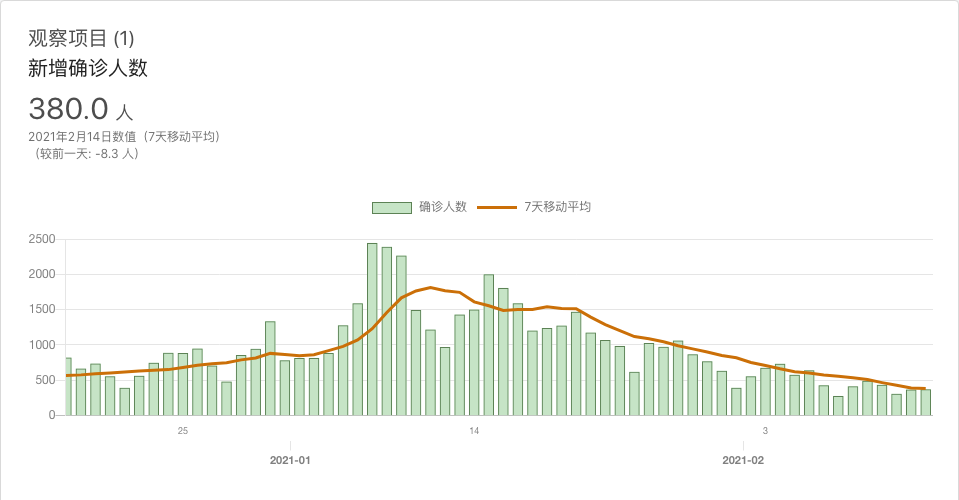 观察项目 (1)
新增确诊人数
380.0 人
2021年2月14日数值（7天移动平均）
（较前一天: -8.3 人）
确诊人数 7天移动平均
2500
2000
1500
1000
500
0
25 14 3
2021-01 2021-02